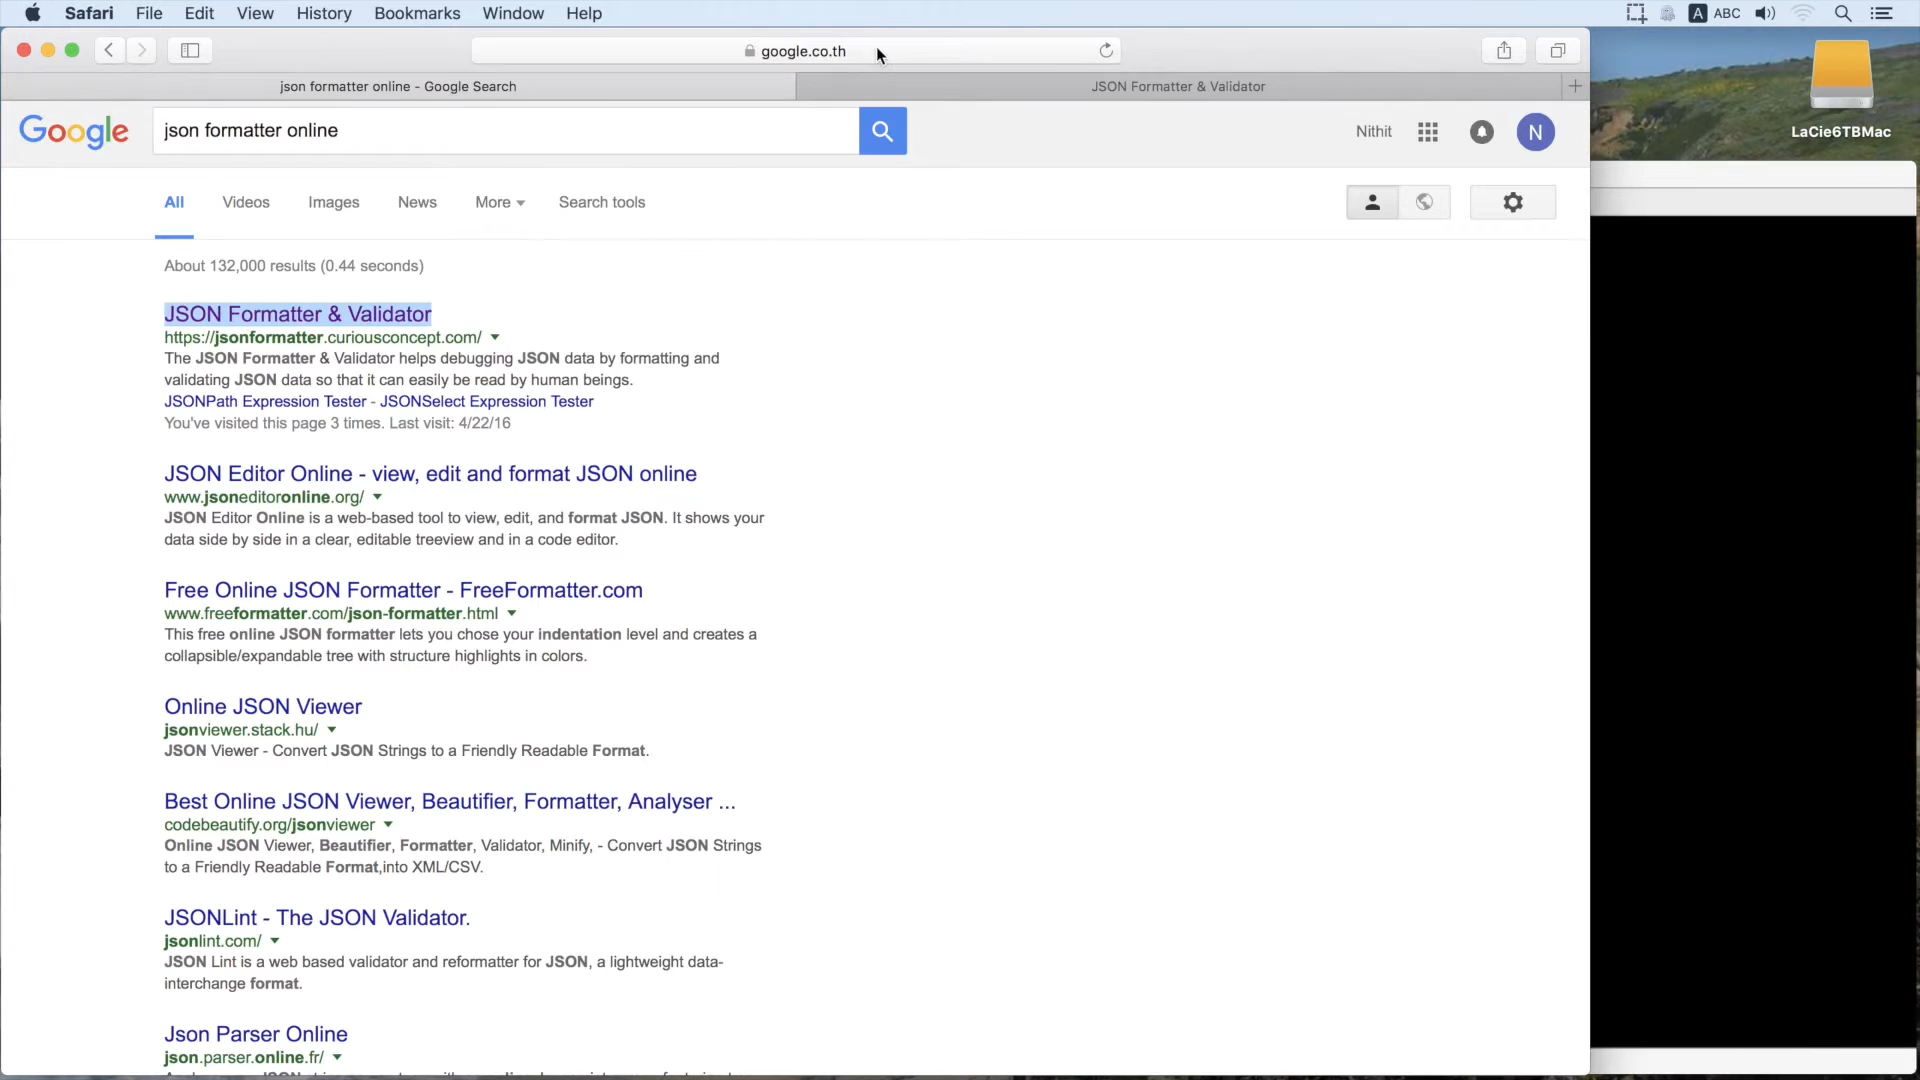 Safari File Edit View History Bookmarks Window Help
A ABC
google.co.th
json formatter online - Google Search
JSON Formatter & Validator
LaCie6TBMac
Google
json formatter online
Nithit
N
All Videos Images News More Search tools
About 132,000 results (0.44 seconds)
JSON Formatter & Validator
https://jsonformatter.curiousconcept.com/
The JSON Formatter & Validator helps debugging JSON data by formatting and
validating JSON data so that it can easily be read by human beings.
JSONPath Expression Tester - JSONSelect Expression Tester
You've visited this page 3 times. Last visit: 4/22/16
JSON Editor Online - view, edit and format JSON online
www.jsoneditoronline.org/
JSON Editor Online is a web-based tool to view, edit, and format JSON. It shows your
data side by side in a clear, editable treeview and in a code editor.
Free Online JSON Formatter - FreeFormatter.com
www.freeformatter.com/json-formatter.html
This free online JSON formatter lets you chose your indentation level and creates a
collapsible/expandable tree with structure highlights in colors.
Online JSON Viewer
jsonviewer.stack.hu/
JSON Viewer - Convert JSON Strings to a Friendly Readable Format.
Best Online JSON Viewer, Beautifier, Formatter, Analyser ...
codebeautify.org/jsonviewer
Online JSON Viewer, Beautifier, Formatter, Validator, Minify, - Convert JSON Strings
to a Friendly Readable Format,into XML/CSV.
JSONLint - The JSON Validator.
jsonlint.com/
JSON Lint is a web based validator and reformatter for JSON, a lightweight data-
interchange format.
Json Parser Online
json.parser.online.fr/